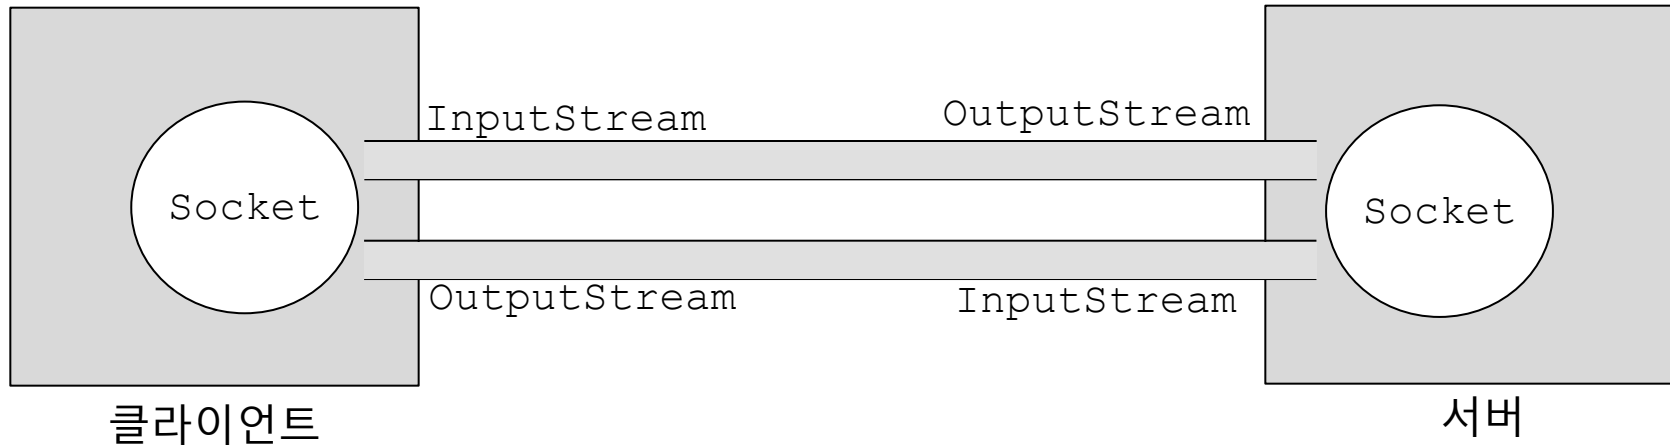 InputStream
OutputStream
Socket
Socket
OutputStream
InputStream
클라이언트
서버